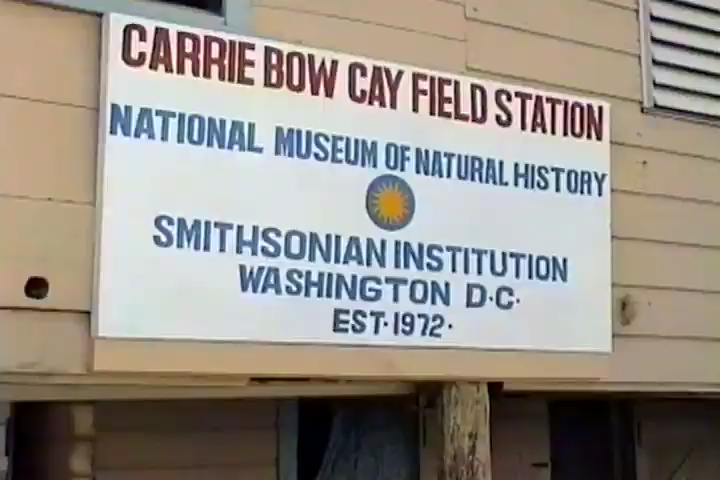 CARRIE BOW CAY FIELD STATION
NATIONAL MUSEUM OF NATURAL HISTORY
SMITHSONIAN INSTITUTION
WASHINGTON D·C·
EST·1972·